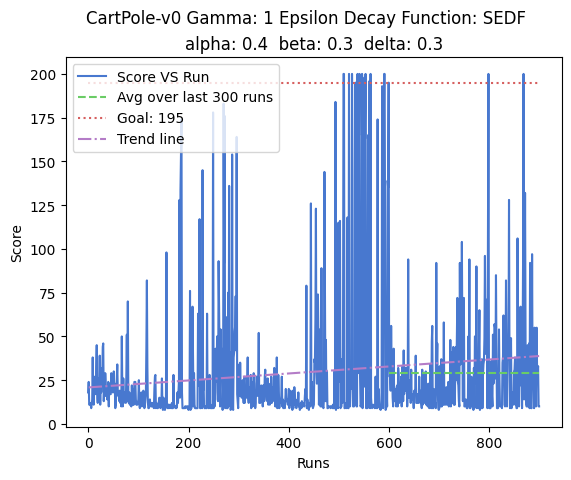 CartPole-v0 Gamma: 1 Epsilon Decay Function: SEDF
alpha: 0.4 beta: 0.3 delta: 0.3
Score VS Run
Avg over last 300 runs
Goal: 195
Trend line
Score
200
175
150
125
100
75
50
25
0
0 200 400 600 800
Runs